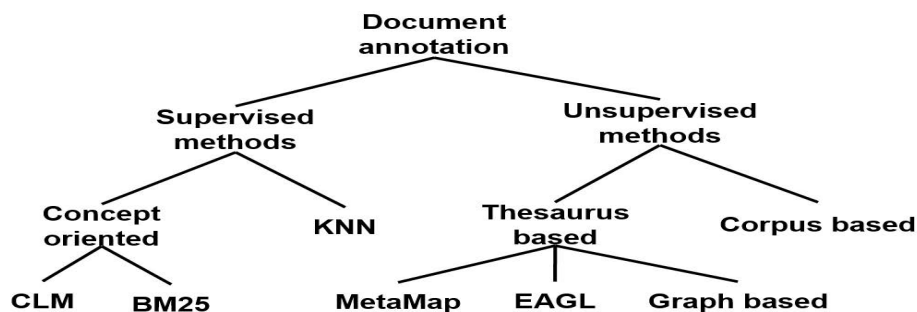 Document
annotation
Supervised
methods
Unsupervised
methods
Concept
oriented
KNN
Thesaurus
based
Corpus based
CLM
BM25
MetaMap
EAGL
Graph based